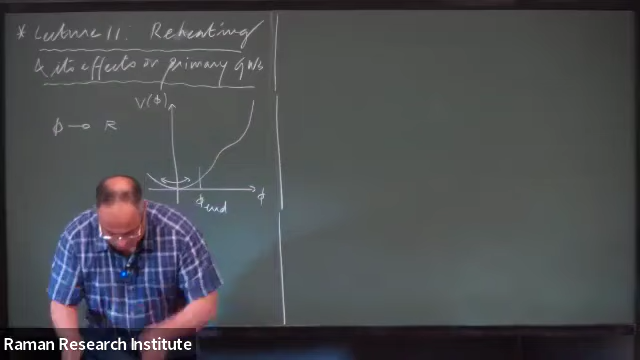 * Lecture 11: Reheating
& its effects on primary GWs
V(ϕ)
ϕ → R
ϕend
ϕ
Raman Research Institute